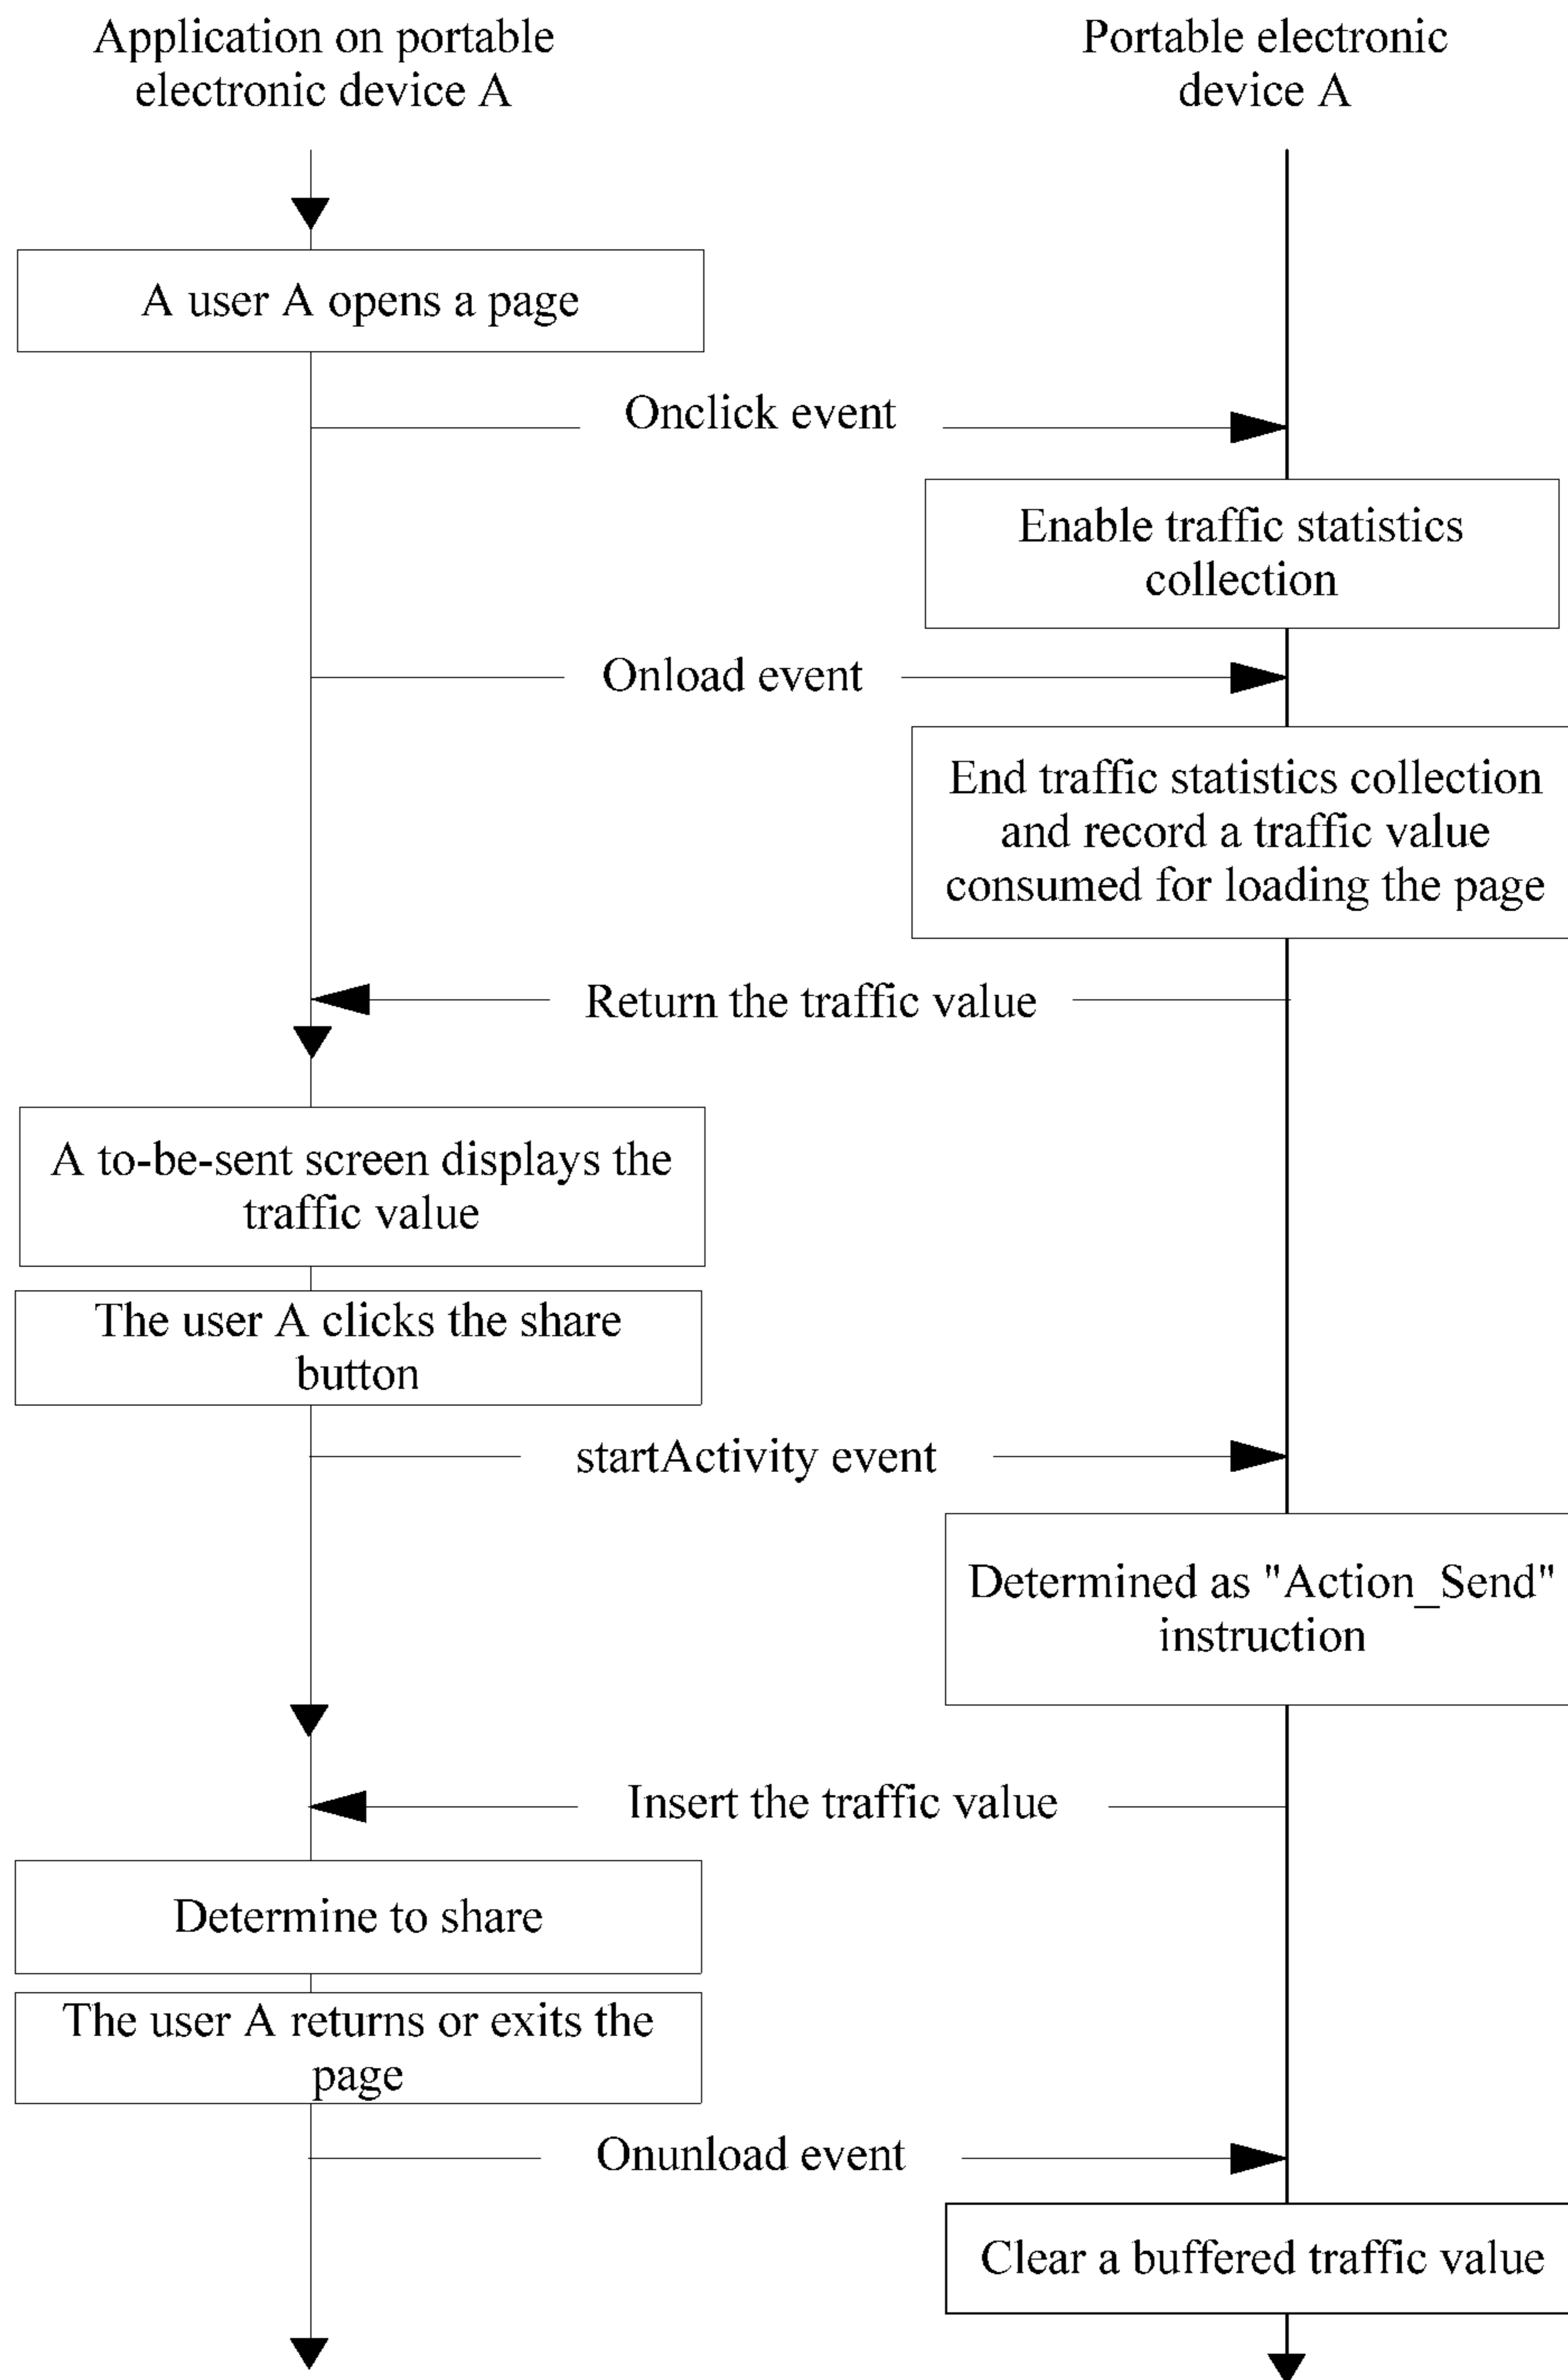 Application on portable
electronic device A
Portable electronic
device A
A user A opens a page
Onclick event
Enable traffic statistics
collection
Onload event
End traffic statistics collection
and record a traffic value
consumed for loading the page
Return the traffic value
A to-be-sent screen displays the
traffic value
The user A clicks the share
button
startActivity event
Determined as "Action_Send"
instruction
Insert the traffic value
Determine to share
The user A returns or exits the
page
Onunload event
Clear a buffered traffic value